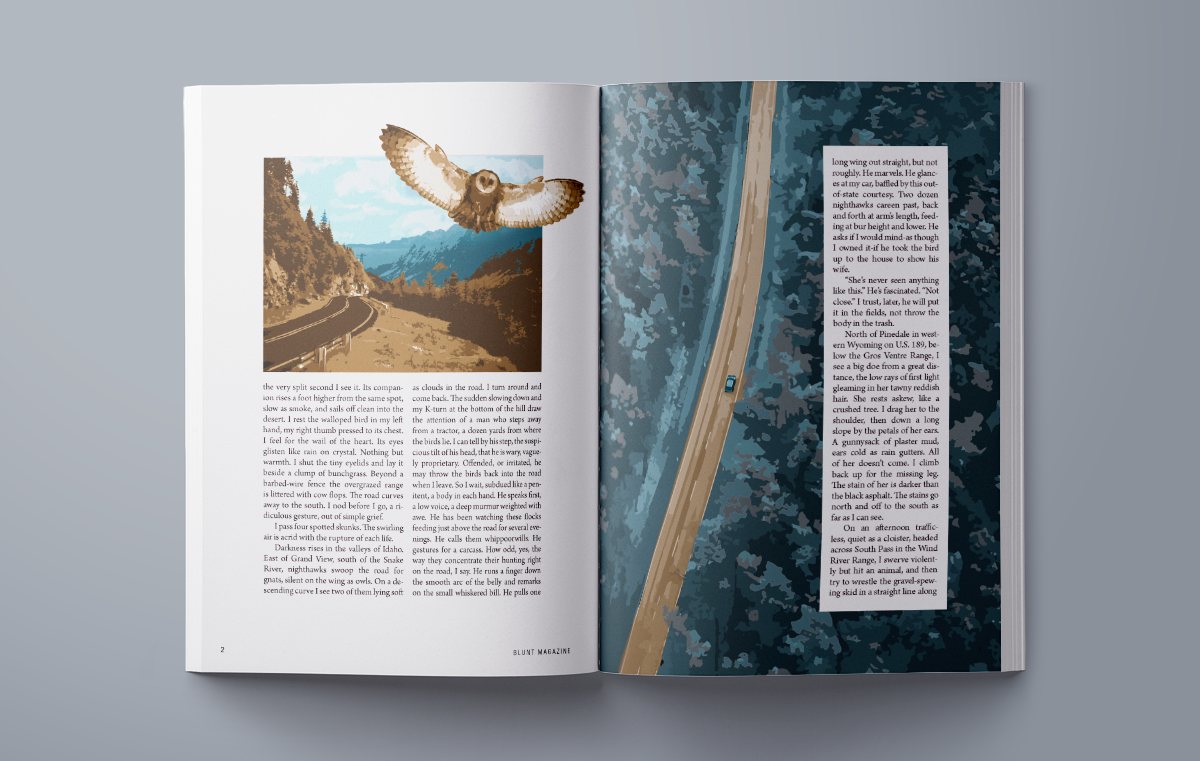 the very split second I see it. Its compan-
ion rises a foot higher from the same spot,
slow as smoke, and sails off clean into the
desert. I rest the walloped bird in my left
hand, my right thumb pressed to its chest.
I feel for the wail of the heart. Its eyes
glisten like rain on crystal. Nothing but
warmth. I shut the tiny eyelids and lay it
beside a clump of bunchgrass. Beyond a
barbed-wire fence the overgrazed range
is littered with cow flops. The road curves
away to the south. I nod before I go, a ri-
diculous gesture, out of simple grief.
I pass four spotted skunks. The swirling
air is acrid with the rupture of each life.
Darkness rises in the valleys of Idaho.
East of Grand View, south of the Snake
River, nighthawks swoop the road for
gnats, silent on the wing as owls. On a de-
scending curve I see two of them lying soft
as clouds in the road. I turn around and
come back. The sudden slowing down and
my K-turn at the bottom of the hill draw
the attention of a man who steps away
from a tractor, a dozen yards from where
the birds lie. I can tell by his step, the suspi-
cious tilt of his head, that he is wary, vague-
ly proprietary. Offended, or irritated, he
may throw the birds back into the road
when I leave. So I wait, subdued like a pen-
itent, a body in each hand. He speaks first,
a low voice, a deep murmur weighted with
awe. He has been watching these flocks
feeding just above the road for several eve-
nings. He calls them whippoorwills. He
gestures for a carcass. How odd, yes, the
way they concentrate their hunting right
on the road, I say. He runs a finger down
the smooth arc of the belly and remarks
on the small whiskered bill. He pulls one
2
BLUNT MAGAZINE
long wing out straight, but not
roughly. He marvels. He glanc-
es at my car, baffled by this out-
of-state courtesy. Two dozen
nighthawks careen past, back
and forth at arm's length, feed-
ing at bur height and lower. He
asks if I would mind-as though
I owned it-if he took the bird
up to the house to show his
wife.
“She's never seen anything
like this.” He's fascinated. “Not
close.” I trust, later, he will put
it in the fields, not throw the
body in the trash.
North of Pinedale in west-
ern Wyoming on U.S. 189, be-
low the Gros Ventre Range, I
see a big doe from a great dis-
tance, the low rays of first light
gleaming in her tawny reddish
hair. She rests askew, like a
crushed tree. I drag her to the
shoulder, then down a long
slope by the petals of her ears.
A gunnysack of plaster mud,
ears cold as rain gutters. All
of her doesn't come. I climb
back up for the missing leg.
The stain of her is darker than
the black asphalt. The stains go
north and off to the south as
far as I can see.
On an afternoon traffic-
less, quiet as a cloister, headed
across South Pass in the Wind
River Range, I swerve violent-
ly but hit an animal, and then
try to wrestle the gravel-spew-
ing skid in a straight line along